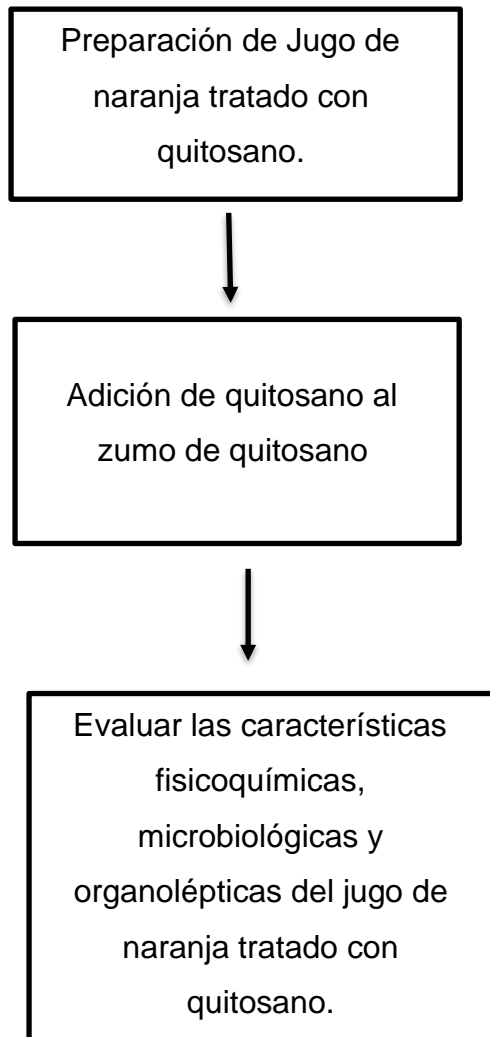 Preparación de Jugo de
naranja tratado con
quitosano.
Adición de quitosano al
zumo de quitosano
Evaluar las características
fisicoquímicas,
microbiológicas y
organolépticas del jugo de
naranja tratado con
quitosano.